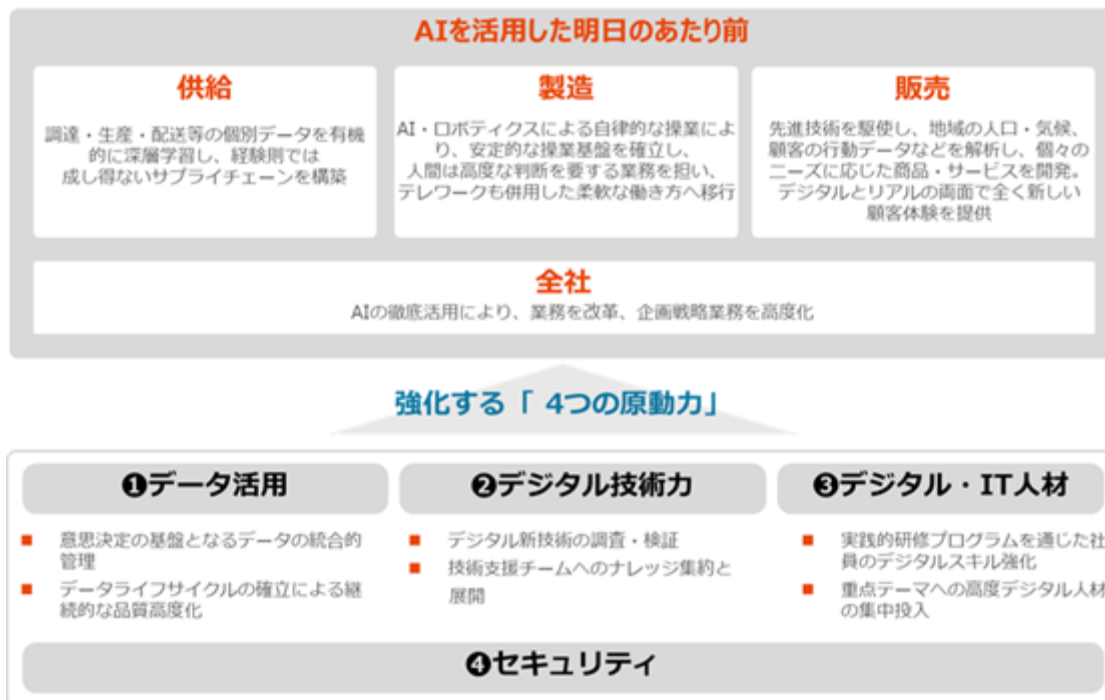 AIを活用した明日のあたり前
供給
調達・生産・配送等の個別データを有機
的に深層学習し、経験則では
成し得ないサプライチェーンを構築
製造
AI・ロボティクスによる自律的な操業によ
り、安定的な操業基盤を確立し、
人間は高度な判断を要する業務を担い、
テレワークも併用した柔軟な働き方へ移行
販売
先進技術を駆使し、地域の人口・気候、
顧客の行動データなどを解析し、個々の
ニーズに応じた商品・サービスを開発。
デジタルとリアルの両面で全く新しい
顧客体験を提供
全社
AIの徹底活用により、業務を改革、企画戦略業務を高度化
強化する「 4つの原動力」
❶データ活用
■ 意思決定の基盤となるデータの統合的
管理
■ データライフサイクルの確立による継
続的な品質高度化
❷デジタル技術力
■ デジタル新技術の調査・検証
■ 技術支援チームへのナレッジ集約と
展開
❸デジタル・IT人材
■ 実践的研修プログラムを通じた社
員のデジタルスキル強化
■ 重点テーマへの高度デジタル人材
の集中投入
❹セキュリティ